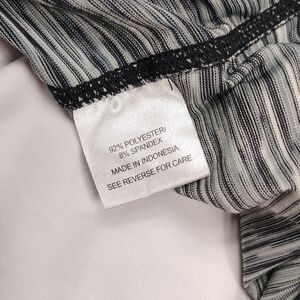 92% POLYESTER/
8% SPANDEX
MADE IN INDONESIA
SEE REVERSE FOR CARE